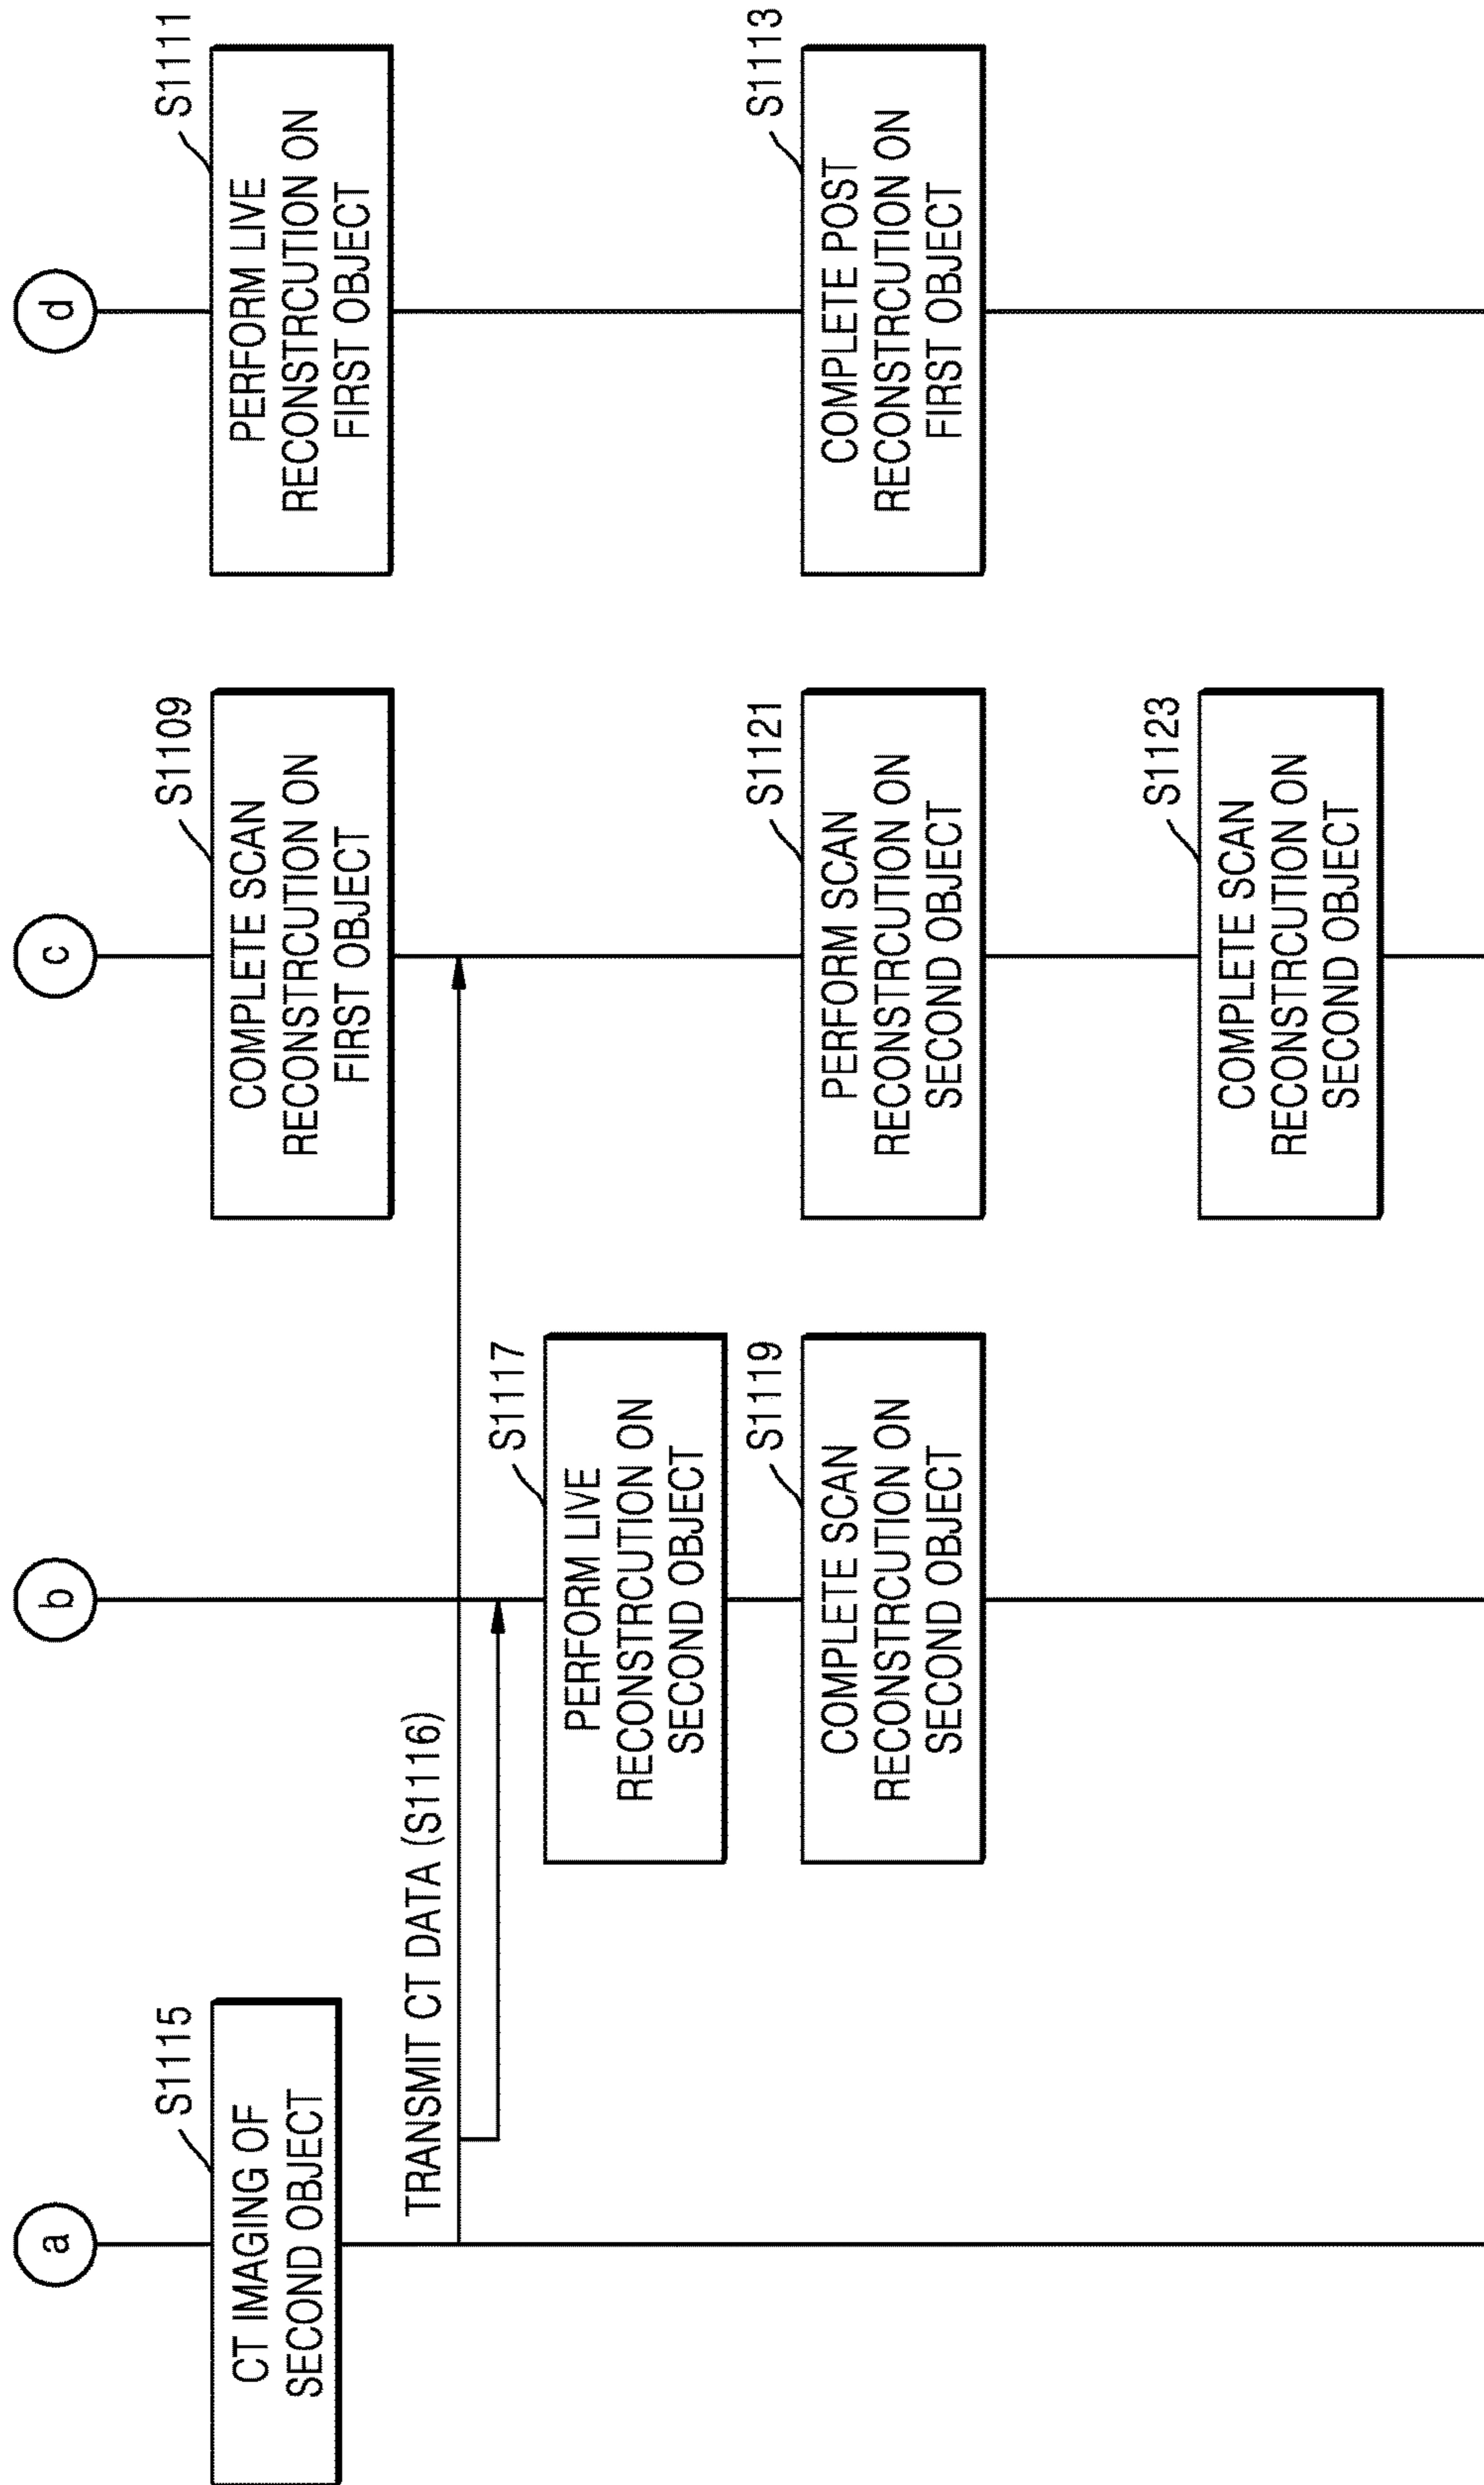 a
b
c
d
S1115
CT IMAGING OF
SECOND OBJECT
S1109
COMPLETE SCAN
RECONSTRCUTION ON
FIRST OBJECT
S1111
PERFORM LIVE
RECONSTRCUTION ON
FIRST OBJECT
TRANSMIT CT DATA (S1116)
S1117
PERFORM LIVE
RECONSTRCUTION ON
SECOND OBJECT
S1119
COMPLETE SCAN
RECONSTRCUTION ON
SECOND OBJECT
S1121
PERFORM SCAN
RECONSTRCUTION ON
SECOND OBJECT
S1113
COMPLETE POST
RECONSTRCUTION ON
FIRST OBJECT
S1123
COMPLETE SCAN
RECONSTRCUTION ON
SECOND OBJECT